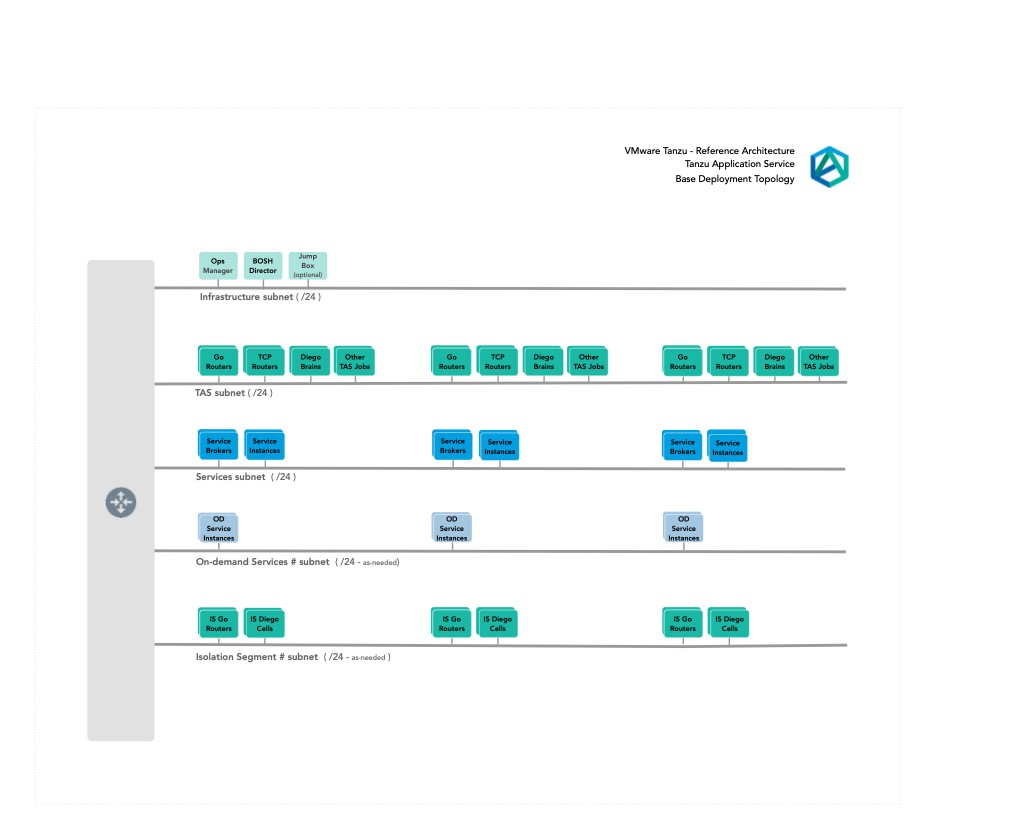 VMware Tanzu - Reference Architecture
Tanzu Application Service
Base Deployment Topology
Ops
Manager
BOSH
Director
Jump
Box
(optional)
Infrastructure subnet ( /24 )
Go
Routers
TCP
Routers
Diego
Brains
Other
TAS Jobs
Go
Routers
TCP
Routers
Diego
Brains
Other
TAS Jobs
Go
Routers
TCP
Routers
Diego
Brains
Other
TAS Jobs
TAS subnet ( /24 )
Service
Brokers
Service
Instances
Service
Brokers
Service
Instances
Service
Brokers
Service
Instances
Services subnet ( /24 )
OD
Service
Instances
OD
Service
Instances
OD
Service
Instances
On-demand Services # subnet ( /24 - as-needed)
IS Go
Routers
IS Diego
Cells
IS Go
Routers
IS Diego
Cells
IS Go
Routers
IS Diego
Cells
Isolation Segment # subnet ( /24 - as-needed )